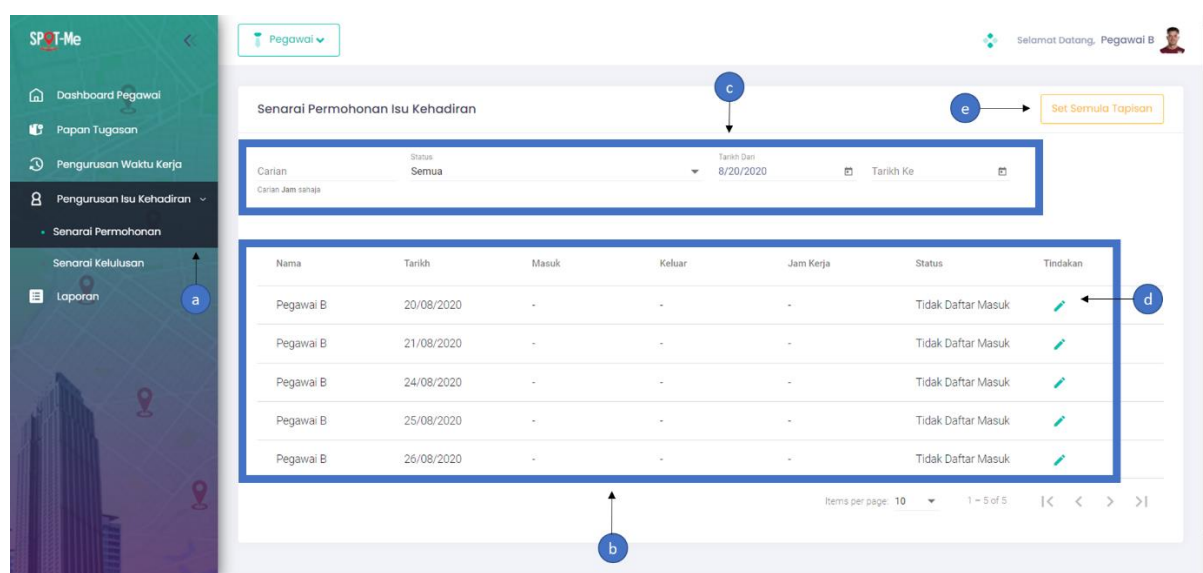 SPOT-Me
Pegawai
Selamat Datang, Pegawai B
Dashboard Pegawai
Papan Tugasan
Pengurusan Waktu Kerja
Pengurusan Isu Kehadiran
Senarai Permohonan
Senarai Kelulusan
Laporan
a
Senarai Permohonan Isu Kehadiran
c
e
Set Semula Tapisan
Carian
Carian Jam sahaja
Status
Semua
Tarikh Dari
8/20/2020
Tarikh Ke
Nama Tarikh Masuk Keluar Jam Kerja Status Tindakan
Pegawai B 20/08/2020 - - - Tidak Daftar Masuk
d
Pegawai B 21/08/2020 - - - Tidak Daftar Masuk
Pegawai B 24/08/2020 - - - Tidak Daftar Masuk
Pegawai B 25/08/2020 - - - Tidak Daftar Masuk
Pegawai B 26/08/2020 - - - Tidak Daftar Masuk
Items per page: 10 1 – 5 of 5
b